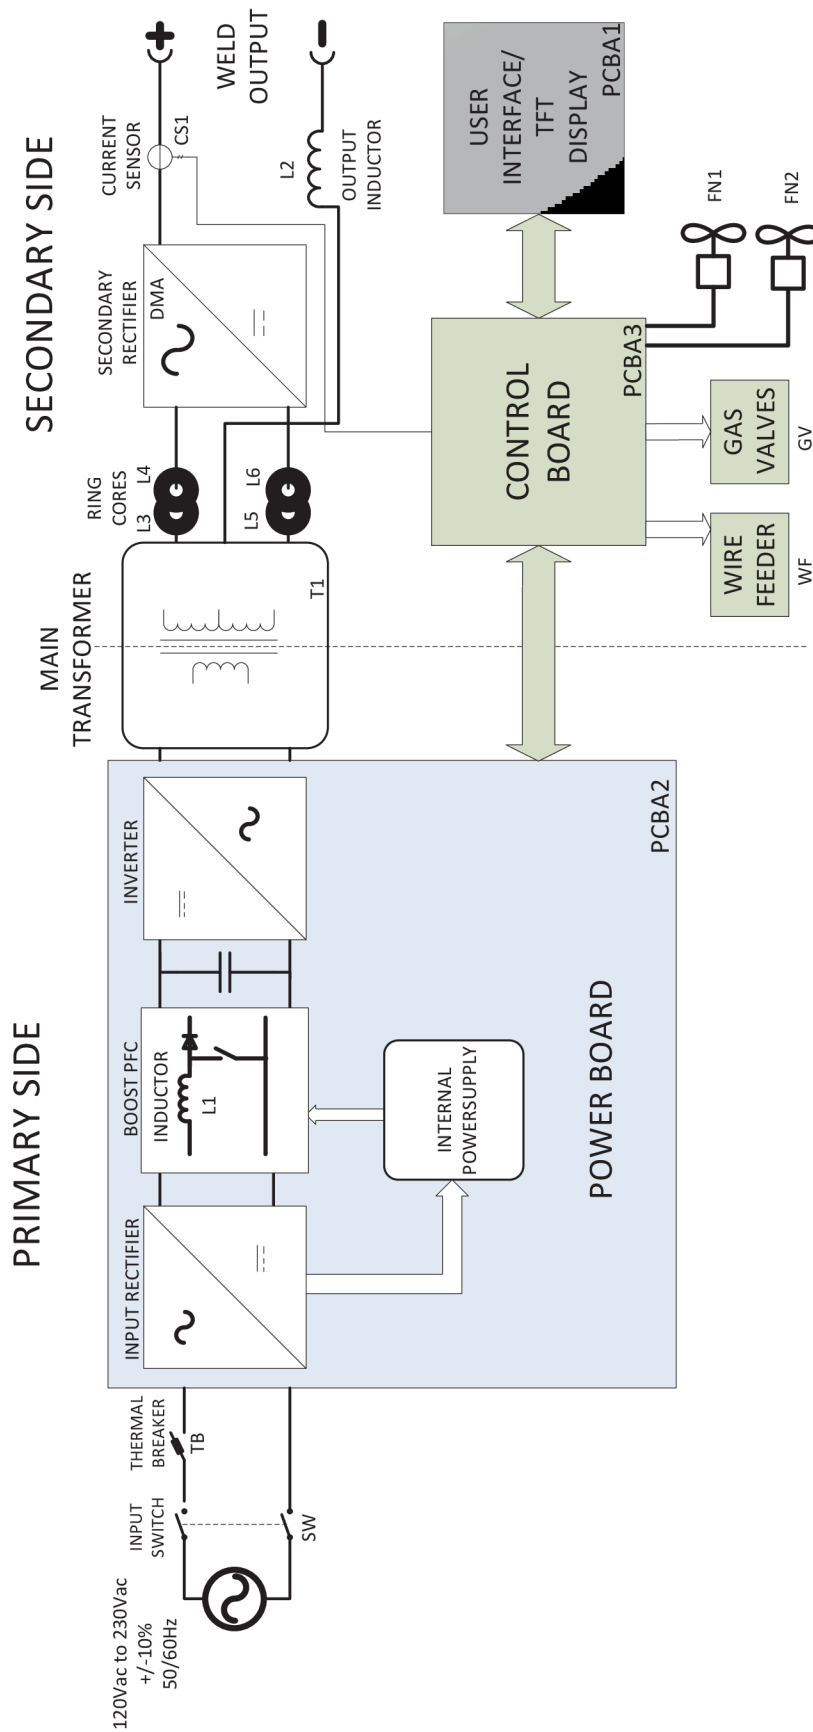 PRIMARY SIDE
SECONDARY SIDE
120Vac to 230Vac
+/-10%
50/60Hz
INPUT
SWITCH
SW
THERMAL
BREAKER
TB
INPUT RECTIFIER
BOOST PFC
INDUCTOR
L1
INVERTER
INTERNAL
POWERSUPPLY
POWER BOARD
PCBA2
MAIN
TRANSFORMER
T1
RING
CORES
L3
L4
L5
L6
SECONDARY
RECTIFIER
DMA
CURRENT
SENSOR
CS1
+
WELD
OUTPUT
-
L2
OUTPUT
INDUCTOR
CONTROL
BOARD
PCBA3
USER
INTERFACE/
TFT
DISPLAY
PCBA1
WIRE
FEEDER
WF
GAS
VALVES
GV
FN1
FN2